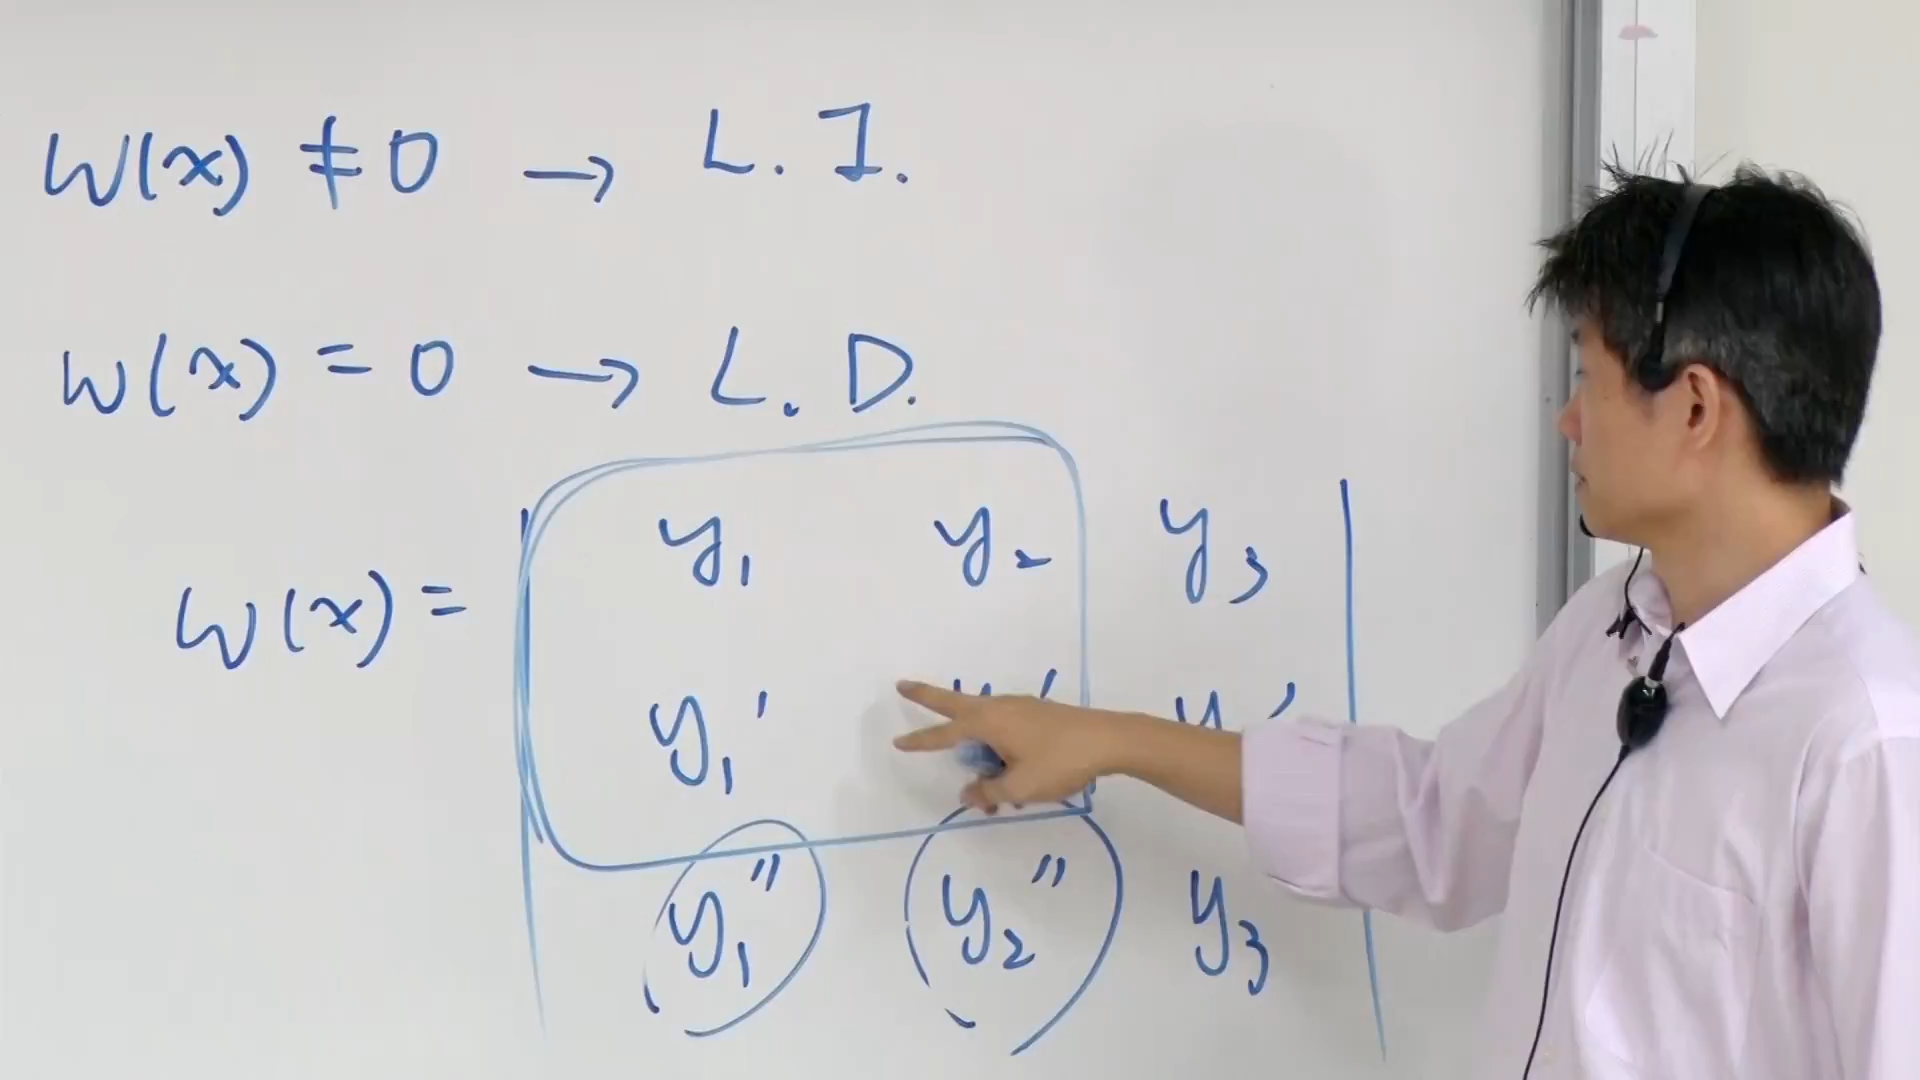 W(x) ≠ 0 → L. I.
W(x) = 0 → L. D.
y₁ y₂ y₃
W(x) =
y₁′
y₁″ y₂″ y₃